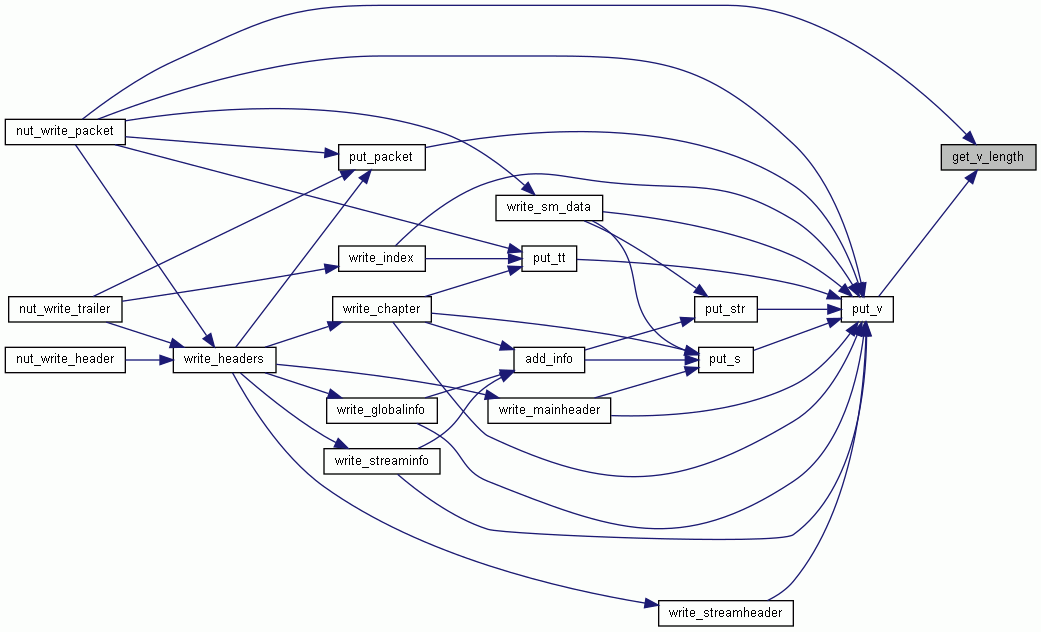 nut_write_packet
put_packet
get_v_length
write_sm_data
write_index
put_tt
nut_write_trailer
write_chapter
put_str
put_v
nut_write_header
write_headers
add_info
put_s
write_globalinfo
write_mainheader
write_streaminfo
write_streamheader